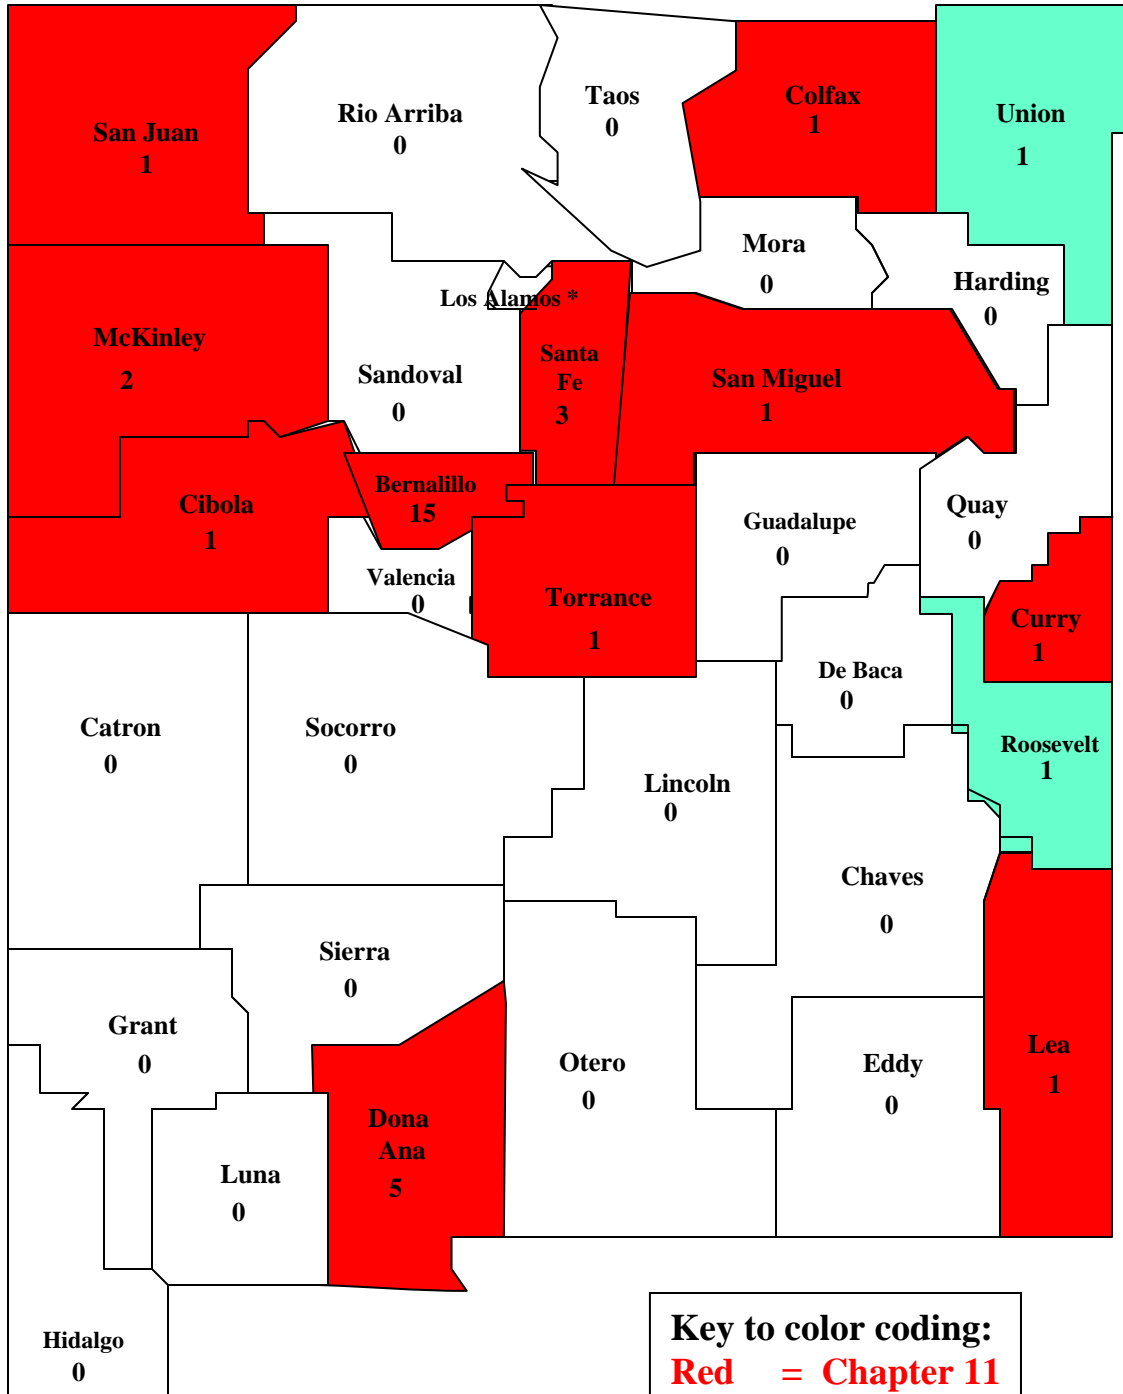 San Juan
1
Rio Arriba
0
Taos
0
Colfax
1
Union
1
Mora
0
Harding
0
Los Alamos *
McKinley
2
Sandoval
0
Santa
Fe
3
San Miguel
1
Cibola
1
Bernalillo
15
Guadalupe
0
Quay
0
Valencia
0
Torrance
1
Curry
1
De Baca
0
Roosevelt
1
Catron
0
Socorro
0
Lincoln
0
Chaves
0
Sierra
0
Grant
0
Otero
0
Eddy
0
Lea
1
Dona
Ana
5
Luna
0
Hidalgo
0
Key to color coding:
Red = Chapter 11